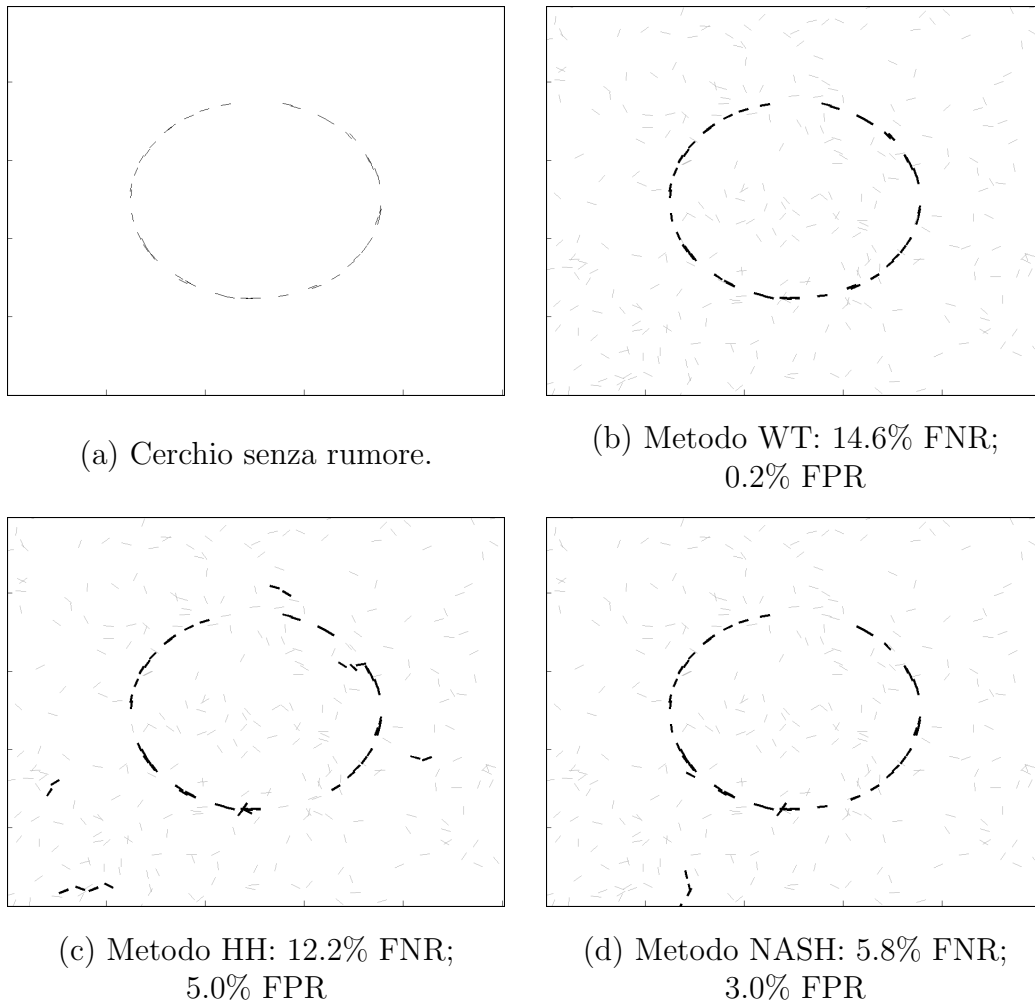 (a) Cerchio senza rumore.
(b) Metodo WT: 14.6% FNR;
0.2% FPR
(c) Metodo HH: 12.2% FNR;
5.0% FPR
(d) Metodo NASH: 5.8% FNR;
3.0% FPR